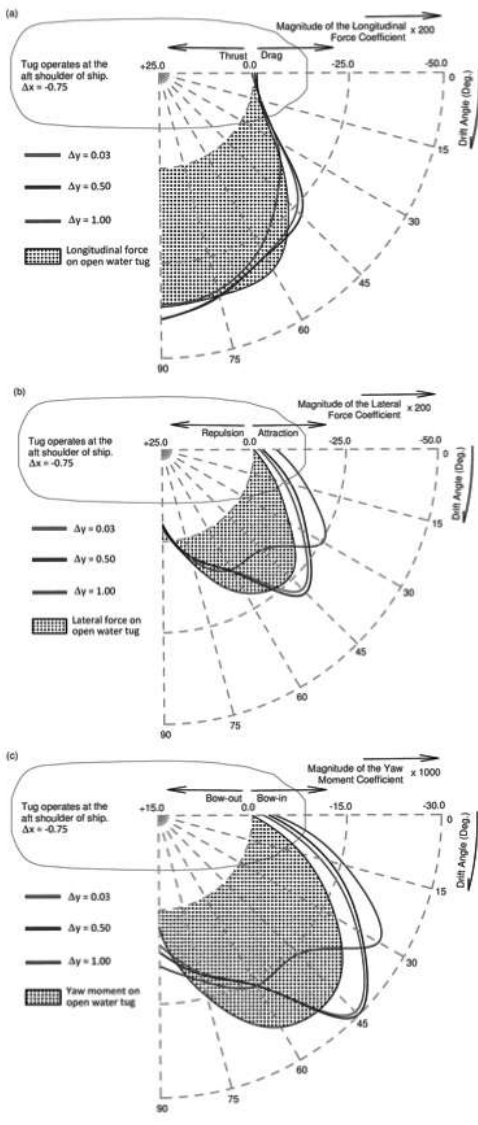 (a)
Magnitude of the Longitudinal
Force Coefficient x 200
Thrust Drag
Tug operates at the
aft shoulder of ship.
Δx = -0.75
+25.0 0.0 -25.0 -50.0
0
Drift Angle (Deg.)
15
Δy = 0.03
Δy = 0.50
30
Δy = 1.00
Longitudinal force
on open water tug
45
60
75
90
(b)
Magnitude of the Lateral
Force Coefficient x 200
Repulsion Attraction
Tug operates at the
aft shoulder of ship.
Δx = -0.75
+25.0 0.0 -25.0 -50.0
0
Drift Angle (Deg.)
15
Δy = 0.03
Δy = 0.50
30
Δy = 1.00
Lateral force on
open water tug
45
60
75
90
(c)
Magnitude of the Yaw
Moment Coefficient x 1000
Bow-out Bow-in
Tug operates at the
aft shoulder of ship.
Δx = -0.75
+15.0 0.0 -15.0 -30.0
0
Drift Angle (Deg.)
15
Δy = 0.03
Δy = 0.50
30
Δy = 1.00
Yaw moment on
open water tug
45
60
75
90